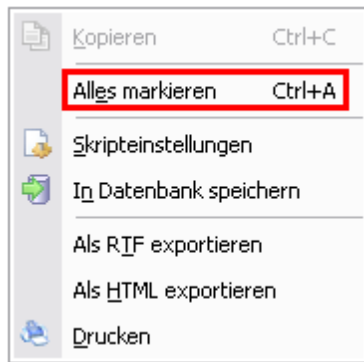 Kopieren Ctrl+C
Alles markieren Ctrl+A
Skripteinstellungen
In Datenbank speichern
Als RTF exportieren
Als HTML exportieren
Drucken